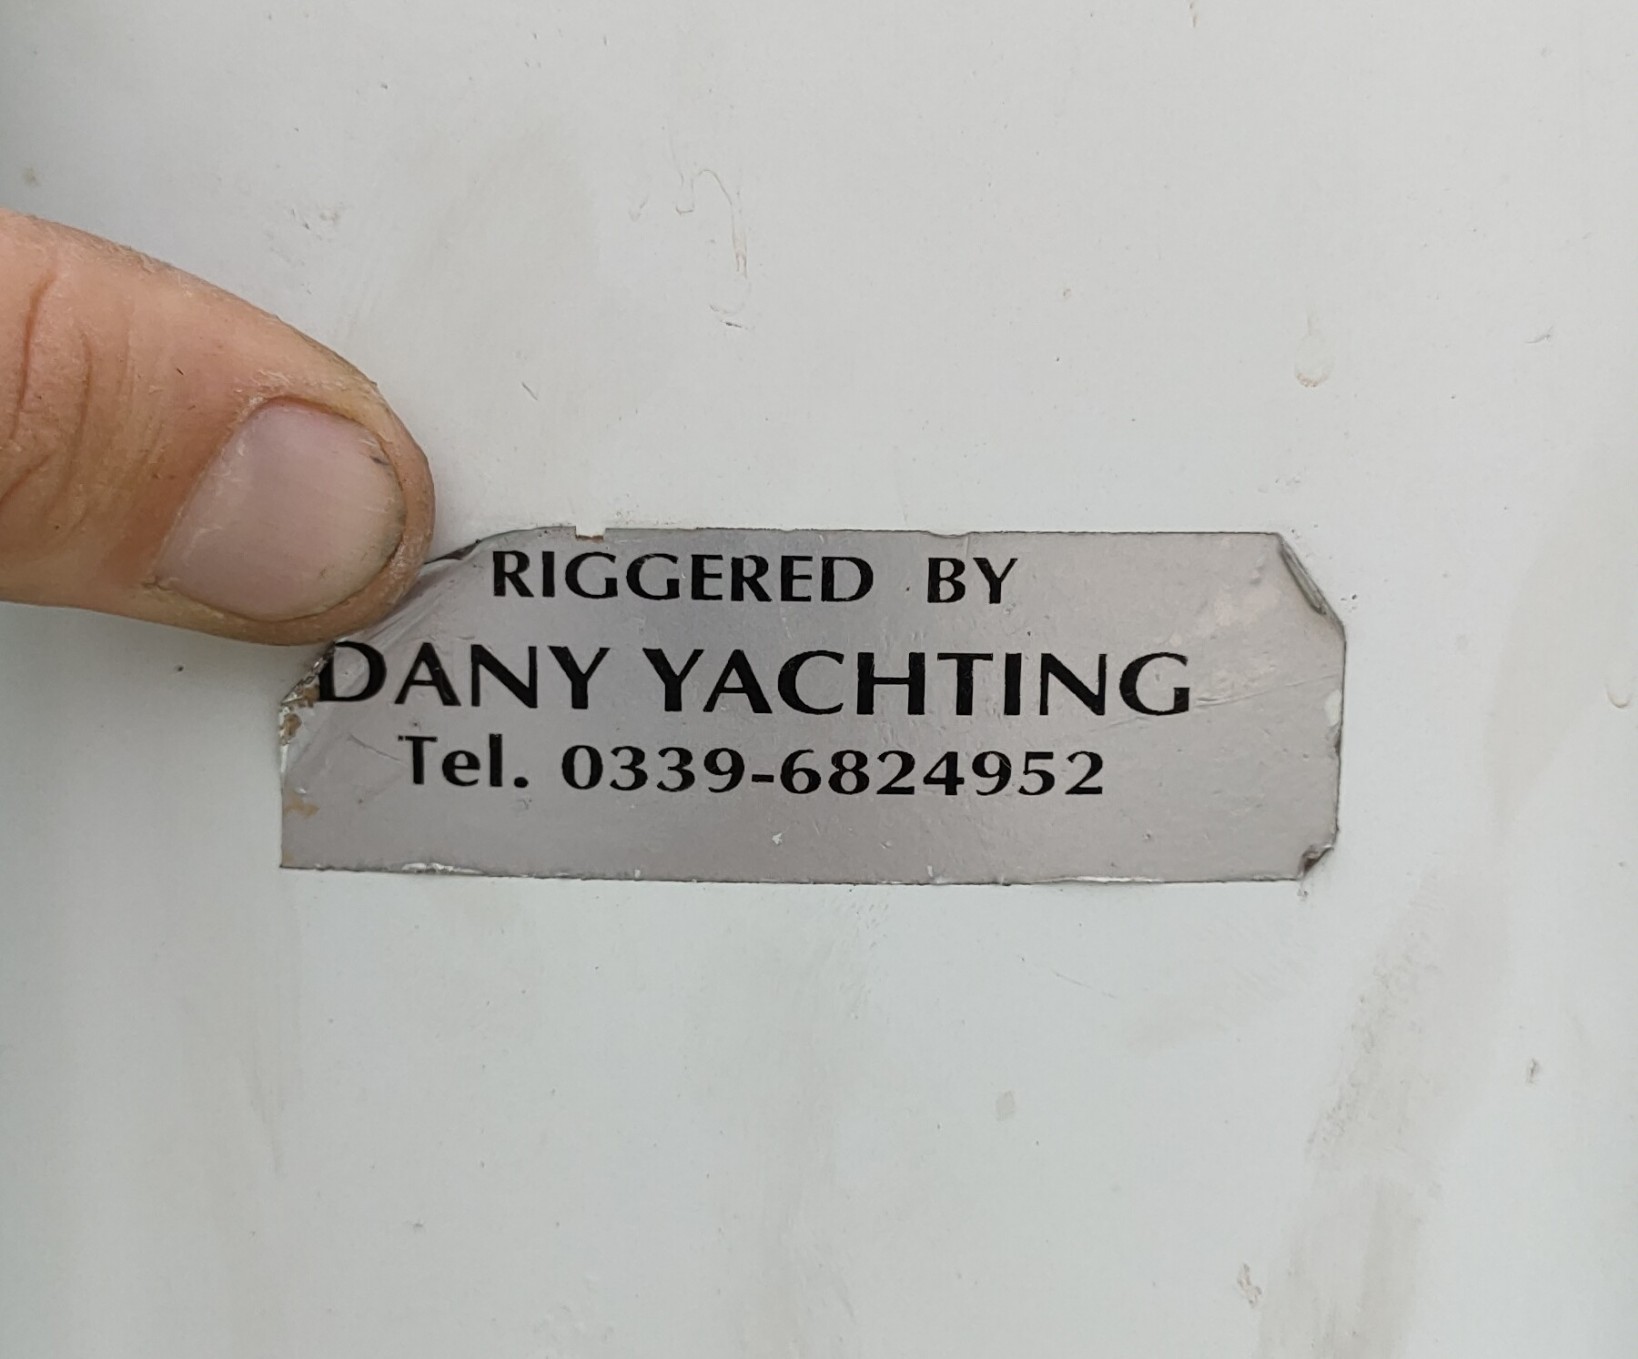 RIGGERED BY
DANY YACHTING
Tel. 0339-6824952